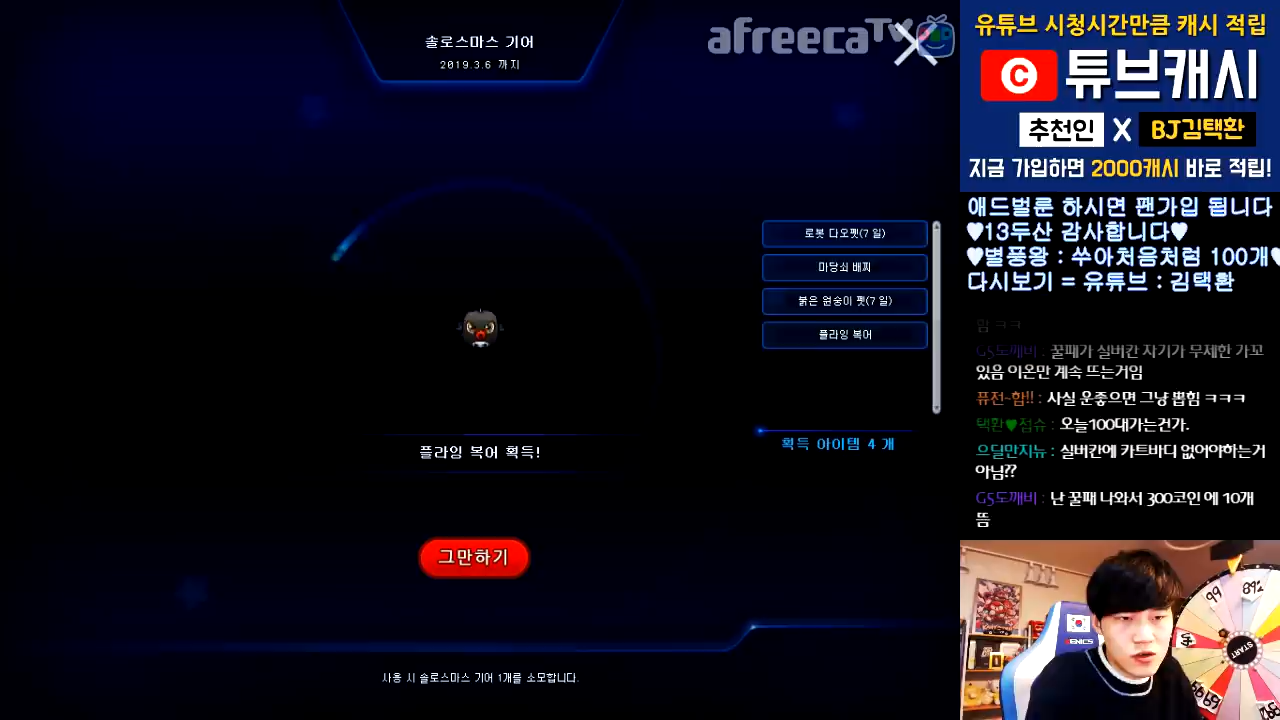 솔로스마스 기어
2019.3.6 까지
afreecaTV
로봇 다오펫(7 일)
마당쇠 배찌
붉은 원숭이 펫(7 일)
플라잉 복어
획득 아이템 4 개
플라잉 복어 획득!
그만하기
사용 시 솔로스마스 기어 1개를 소모합니다.
유튜브 시청시간만큼 캐시 적립
C 튜브캐시
추천인 X BJ김택환
지금 가입하면 2000캐시 바로 적립!
애드벌룬 하시면 팬가입 됩니다
♥13두산 감사합니다♥
♥별풍왕 : 쑤아처음처럼 100개♥
다시보기 = 유튜브 : 김택환
ㅋㅋ
G5도깨비 : 꿀패가 실버칸 자기가 무제한 가꼬
있음 이온만 계속 뜨는거임
퓨전~함!! : 사실 운좋으면 그냥 뽑힘 ㅋㅋㅋ
택환♥접슈 : 오늘100대가는건가.
으딜만지뉴 : 실버칸에 카트바디 없어야하는거
아님??
G5도깨비 : 난 꿀패 나와서 300코인 에 10개
뜸
99
892
START
6969
XENICS